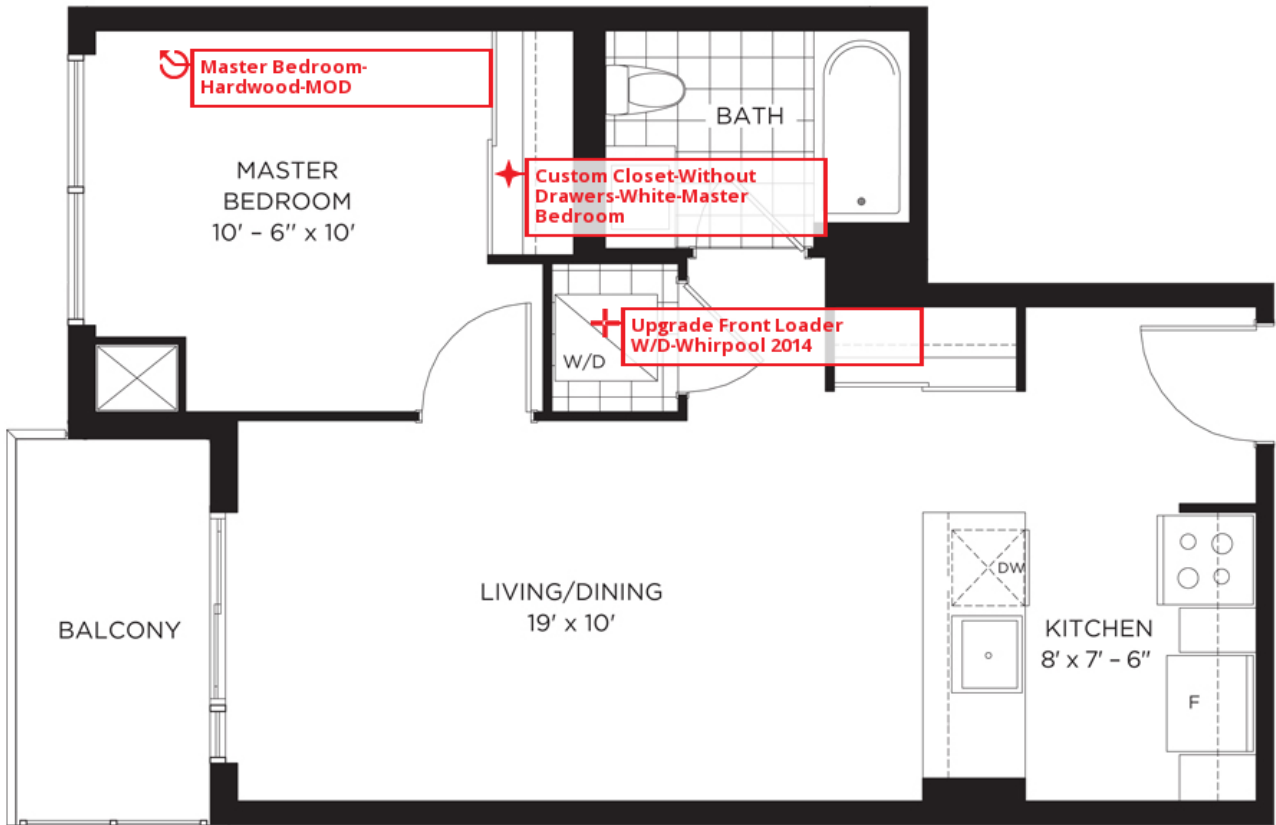 Master Bedroom-
Hardwood-MOD
MASTER
BEDROOM
10' – 6" x 10'
BATH
Custom Closet-Without
Drawers-White-Master
Bedroom
Upgrade Front Loader
W/D-Whirpool 2014
W/D
BALCONY
LIVING/DINING
19' x 10'
DW
KITCHEN
8' x 7' – 6"
F